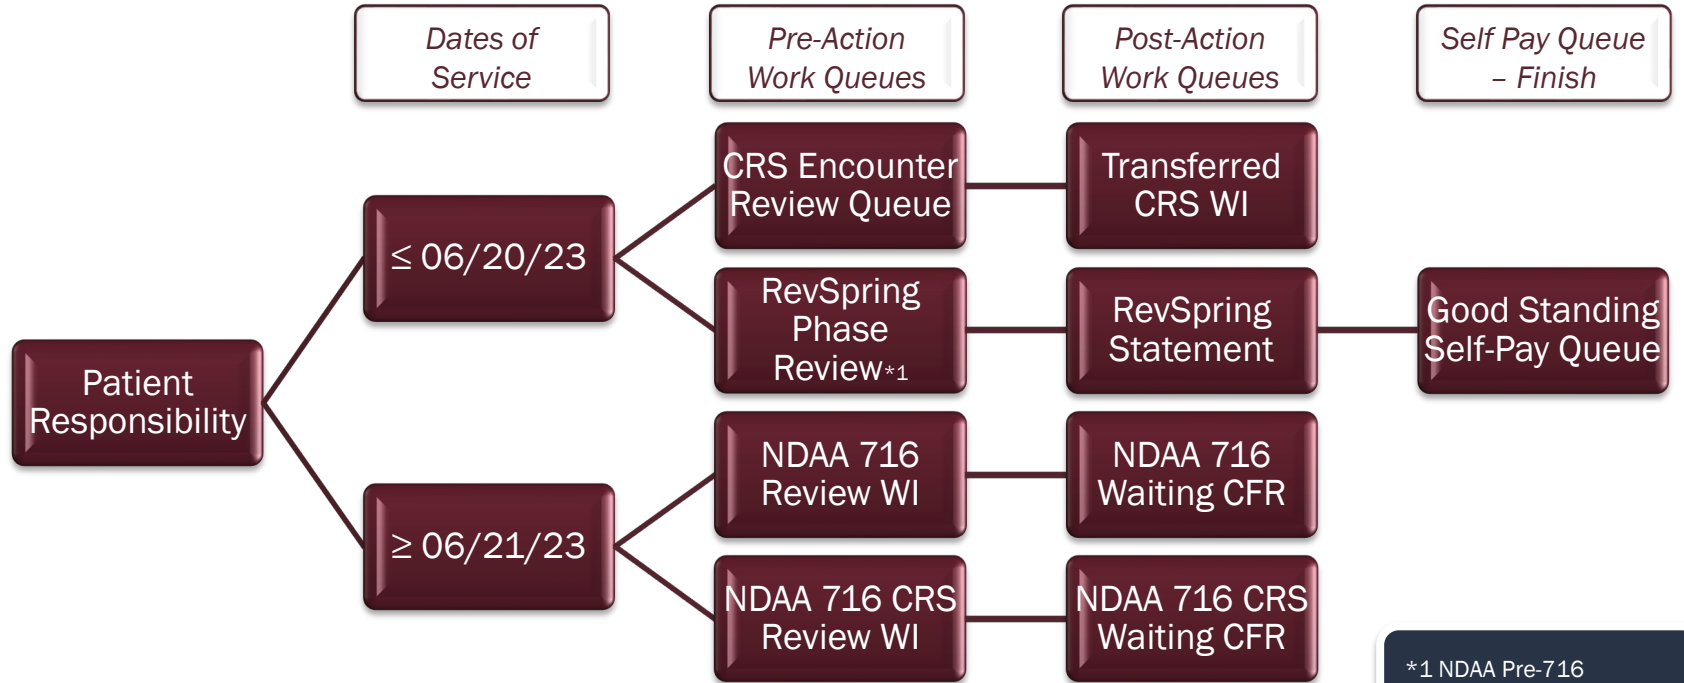 Dates of
Service
Pre-Action
Work Queues
Post-Action
Work Queues
Self Pay Queue
– Finish
Patient
Responsibility
≤ 06/20/23
≥ 06/21/23
CRS Encounter
Review Queue
Transferred
CRS WI
RevSpring
Phase
Review*1
RevSpring
Statement
Good Standing
Self-Pay Queue
NDAA 716
Review WI
NDAA 716
Waiting CFR
NDAA 716 CRS
Review WI
NDAA 716 CRS
Waiting CFR
*1 NDAA Pre-716